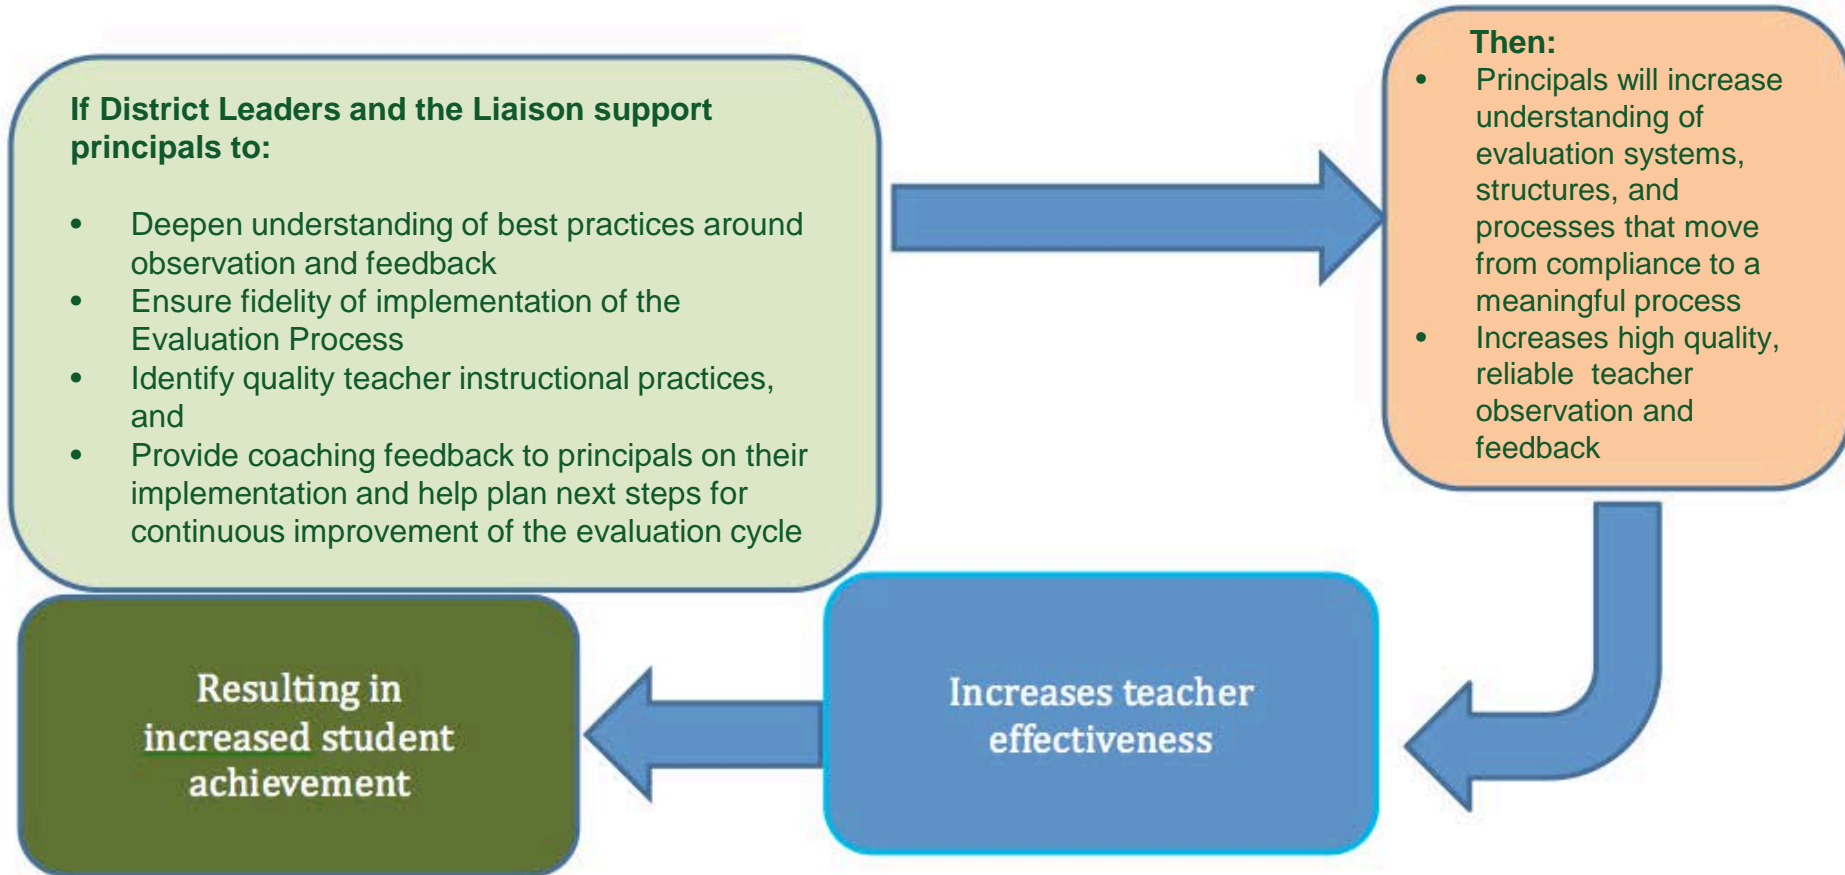 If District Leaders and the Liaison support
principals to:
• Deepen understanding of best practices around
observation and feedback
• Ensure fidelity of implementation of the
Evaluation Process
• Identify quality teacher instructional practices,
and
• Provide coaching feedback to principals on their
implementation and help plan next steps for
continuous improvement of the evaluation cycle
Then:
• Principals will increase
understanding of
evaluation systems,
structures, and
processes that move
from compliance to a
meaningful process
• Increases high quality,
reliable  teacher
observation and
feedback
Increases teacher
effectiveness
Resulting in
increased student
achievement